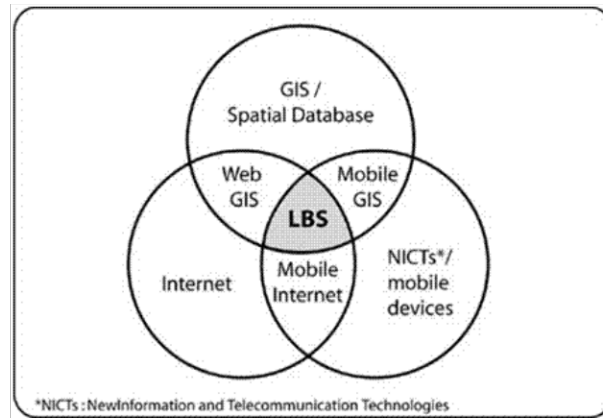 GIS /
Spatial Database
Web
GIS
Mobile
GIS
LBS
Internet
Mobile
Internet
NICTs*/
mobile
devices
*NICTs : NewInformation and Telecommunication Technologies